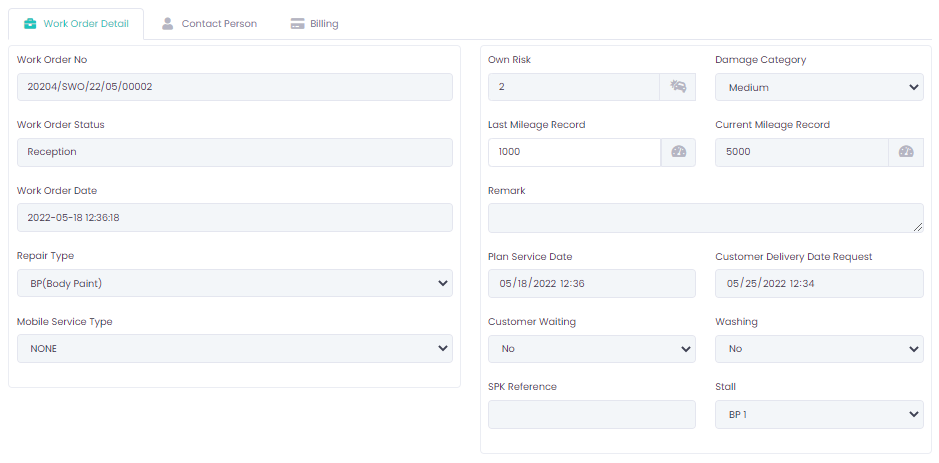 Work Order Detail
Contact Person
Billing
Work Order No
20204/SWO/22/05/00002
Work Order Status
Reception
Work Order Date
2022-05-18 12:36:18
Repair Type
BP(Body Paint)
Mobile Service Type
NONE
Own Risk
2
Damage Category
Medium
Last Mileage Record
1000
Current Mileage Record
5000
Remark
Plan Service Date
05/18/2022 12:36
Customer Delivery Date Request
05/25/2022 12:34
Customer Waiting
No
Washing
No
SPK Reference
Stall
BP 1